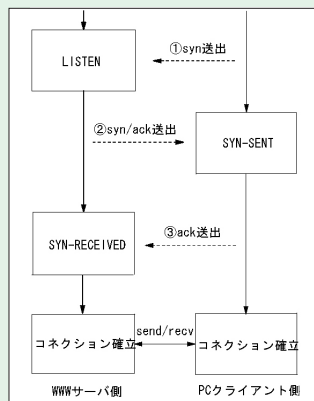 ①syn送出
LISTEN
②syn/ack送出
SYN-SENT
③ack送出
SYN-RECEIVED
send/recv
コネクション確立
コネクション確立
WWWサーバ側
PCクライアント側